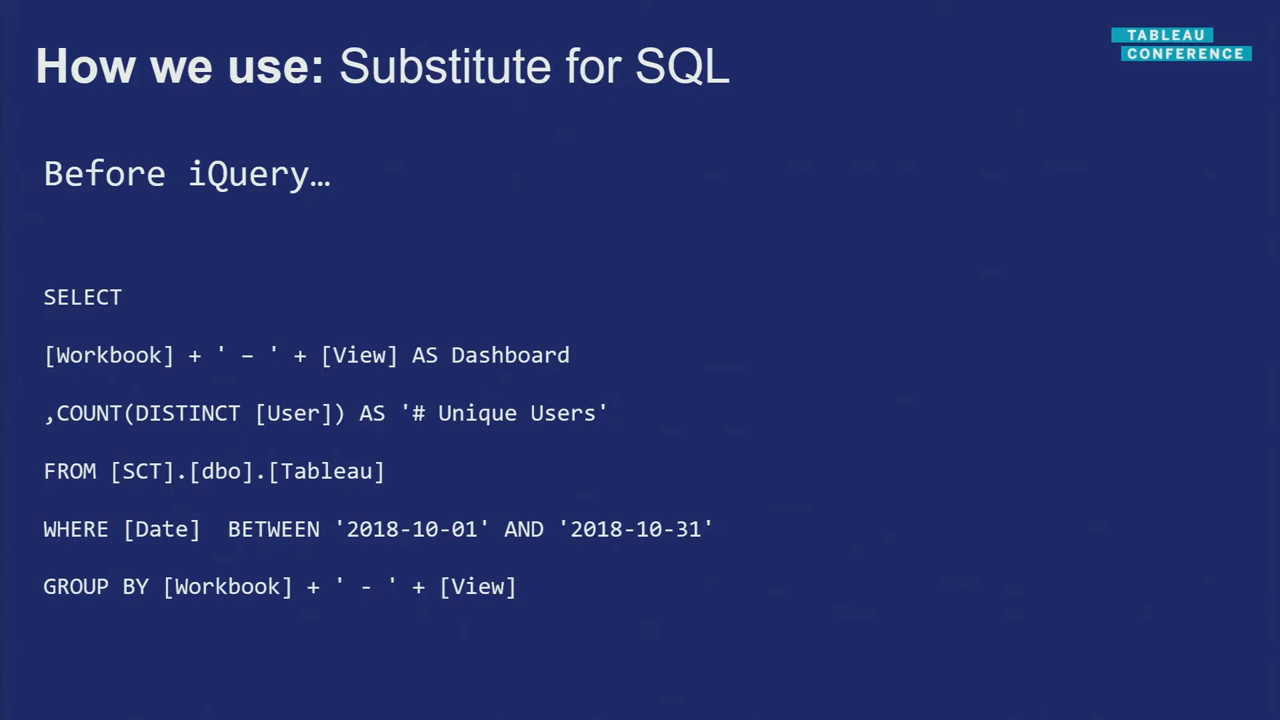 How we use: Substitute for SQL
TABLEAU
CONFERENCE
Before iQuery…
SELECT
[Workbook] + ' – ' + [View] AS Dashboard
,COUNT(DISTINCT [User]) AS '# Unique Users'
FROM [SCT].[dbo].[Tableau]
WHERE [Date]  BETWEEN '2018-10-01' AND '2018-10-31'
GROUP BY [Workbook] + ' - ' + [View]